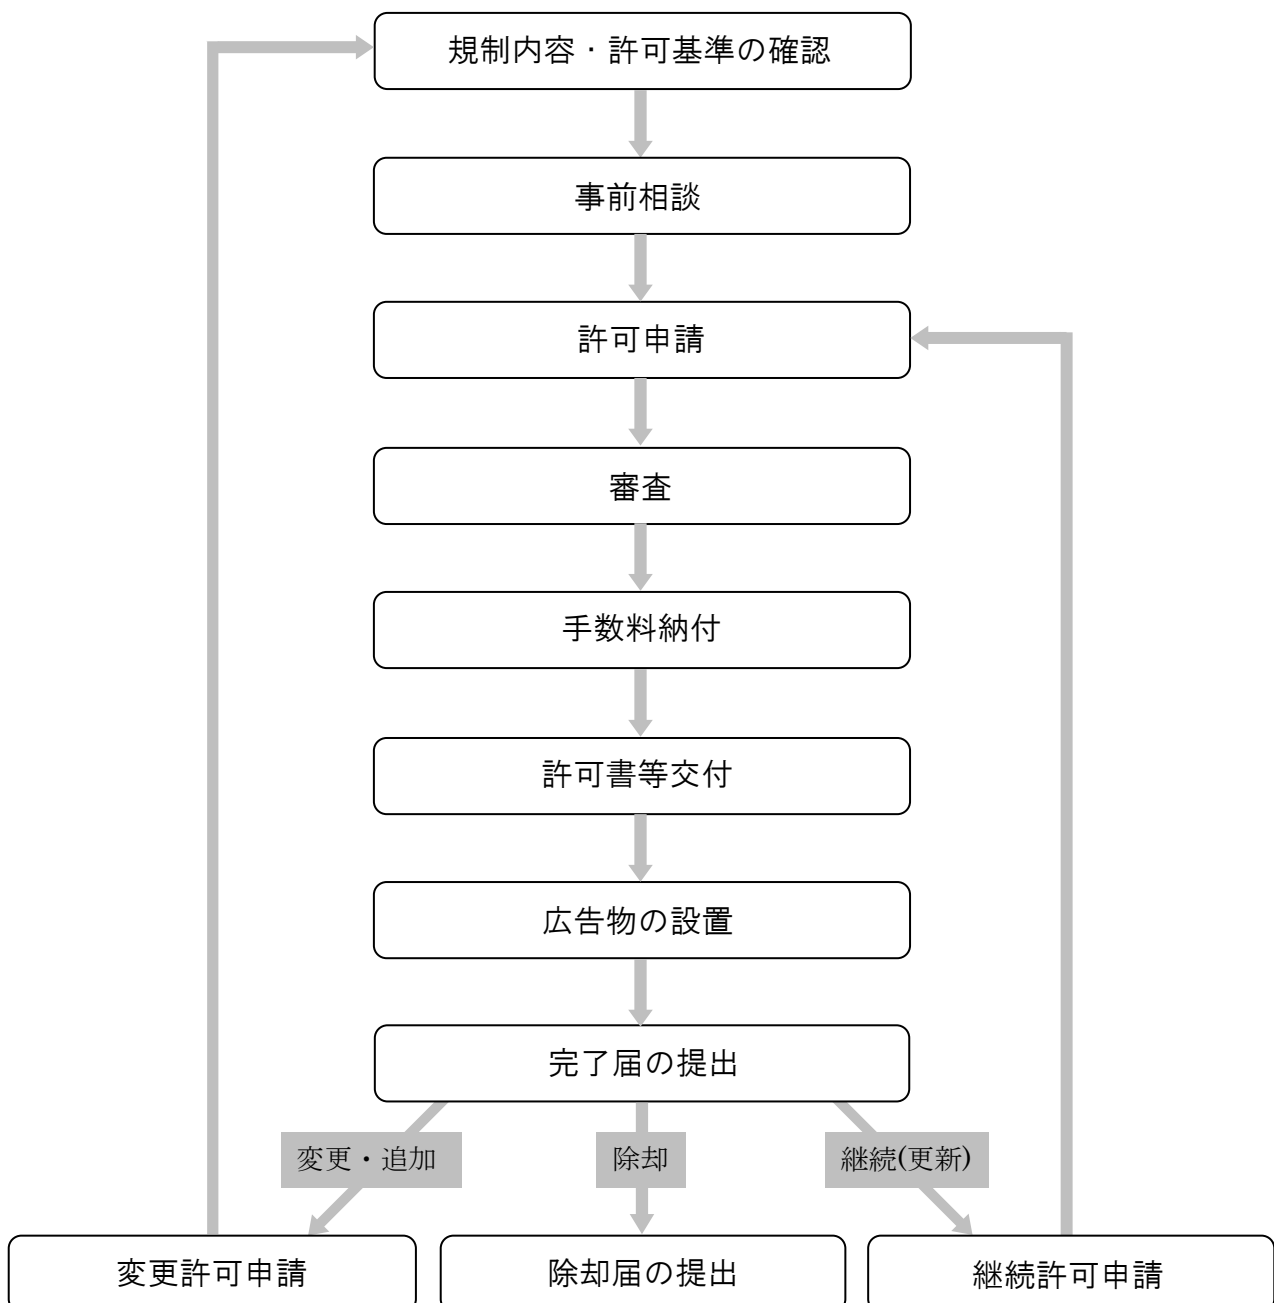 規制内容・許可基準の確認
事前相談
許可申請
審査
手数料納付
許可書等交付
広告物の設置
完了届の提出
変更・追加
除却
継続(更新)
変更許可申請
除却届の提出
継続許可申請